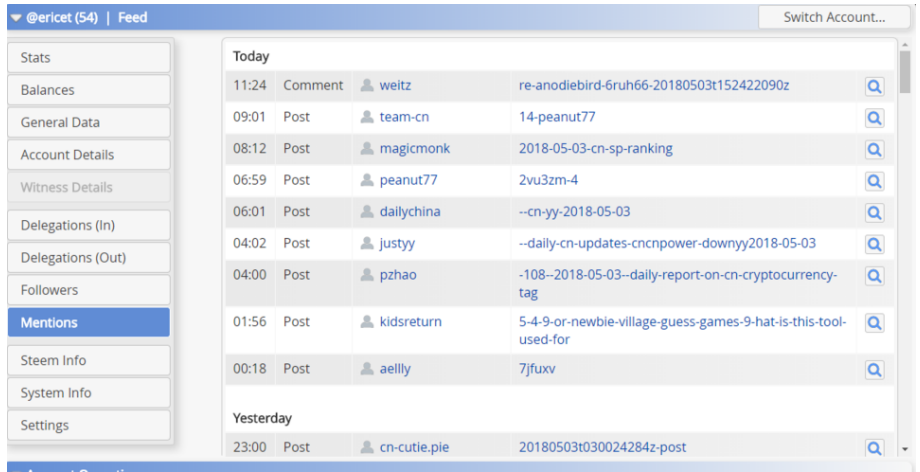 @ericet (54) | Feed
Switch Account...
Stats
Balances
General Data
Account Details
Witness Details
Delegations (In)
Delegations (Out)
Followers
Mentions
Steem Info
System Info
Settings
Today
11:24 Comment weitz re-anodiebird-6ruh66-20180503t152422090z
09:01 Post team-cn 14-peanut77
08:12 Post magicmonk 2018-05-03-cn-sp-ranking
06:59 Post peanut77 2vu3zm-4
06:01 Post dailychina --cn-yy-2018-05-03
04:02 Post justyy --daily-cn-updates-cncnpower-downyy2018-05-03
04:00 Post pzhao -108--2018-05-03--daily-report-on-cn-cryptocurrency-
tag
01:56 Post kidsreturn 5-4-9-or-newbie-village-guess-games-9-hat-is-this-tool-
used-for
00:18 Post aellly 7jfuxv
Yesterday
23:00 Post cn-cutie.pie 20180503t030024284z-post